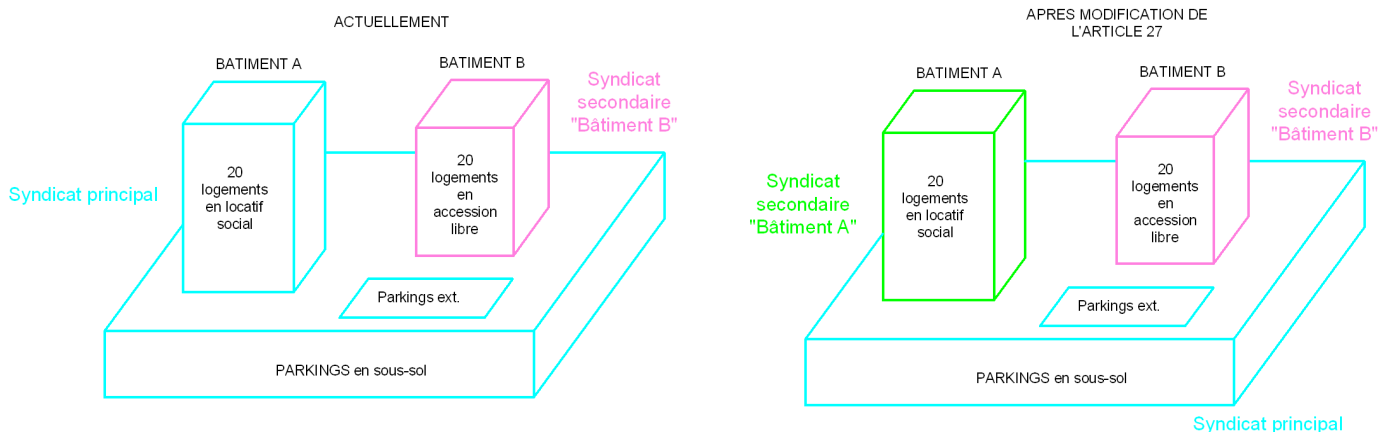 ACTUELLEMENT
BATIMENT A
BATIMENT B
Syndicat
secondaire
"Bâtiment B"
Syndicat principal
20
logements
en locatif
social
20
logements
en
accession
libre
Parkings ext.
PARKINGS en sous-sol
APRES MODIFICATION DE
L'ARTICLE 27
BATIMENT A
BATIMENT B
Syndicat
secondaire
"Bâtiment B"
Syndicat
secondaire
"Bâtiment A"
20
logements
en locatif
social
20
logements
en
accession
libre
Parkings ext.
PARKINGS en sous-sol
Syndicat principal